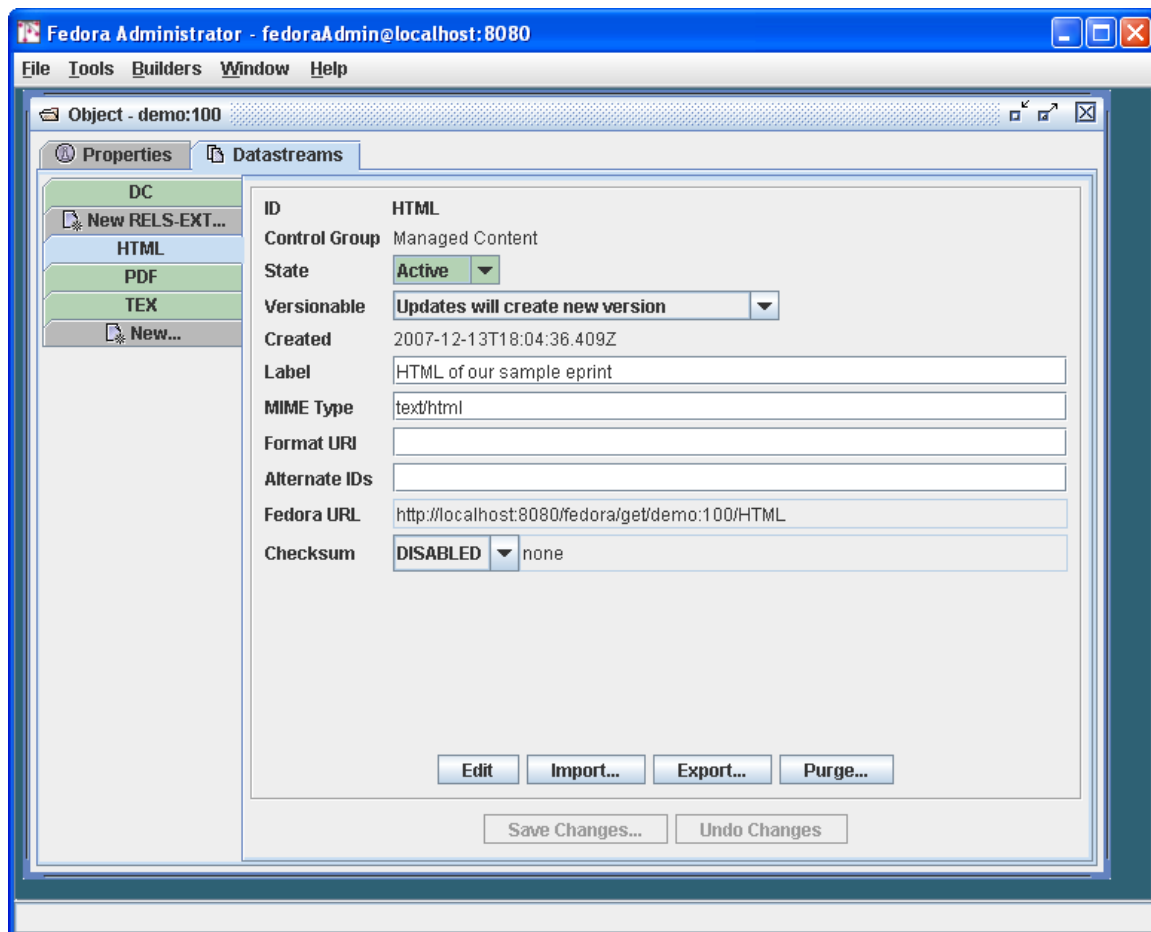 Fedora Administrator - fedoraAdmin@localhost:8080
File Tools Builders Window Help
Object - demo:100
Properties Datastreams
DC
New RELS-EXT...
HTML
PDF
TEX
New...
ID HTML
Control Group Managed Content
State Active
Versionable Updates will create new version
Created 2007-12-13T18:04:36.409Z
Label HTML of our sample eprint
MIME Type text/html
Format URI
Alternate IDs
Fedora URL http://localhost:8080/fedora/get/demo:100/HTML
Checksum DISABLED none
Edit Import... Export... Purge...
Save Changes... Undo Changes